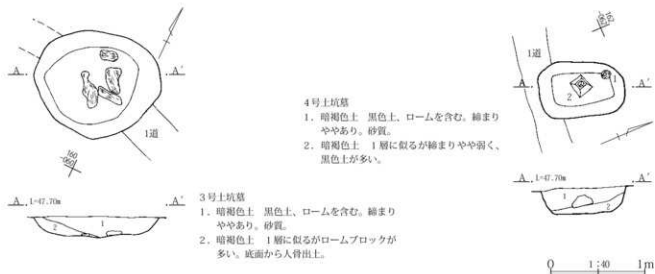 A
A′
1道
160
-060
A
L=47.70m
A′
1
2
3号土坑墓
1．暗褐色土　黒色土、ロームを含む。締まり
ややあり。砂質。
2．暗褐色土　1層に似るがロームブロックが
多い。底面から人骨出土。
4号土坑墓
1．暗褐色土　黒色土、ロームを含む。締まり
ややあり。砂質。
2．暗褐色土　1層に似るが締まりやや弱く、
黒色土が多い。
1道
A
A′
1
2
A
L=47.70m
A′
1
2
0
1:40
1m